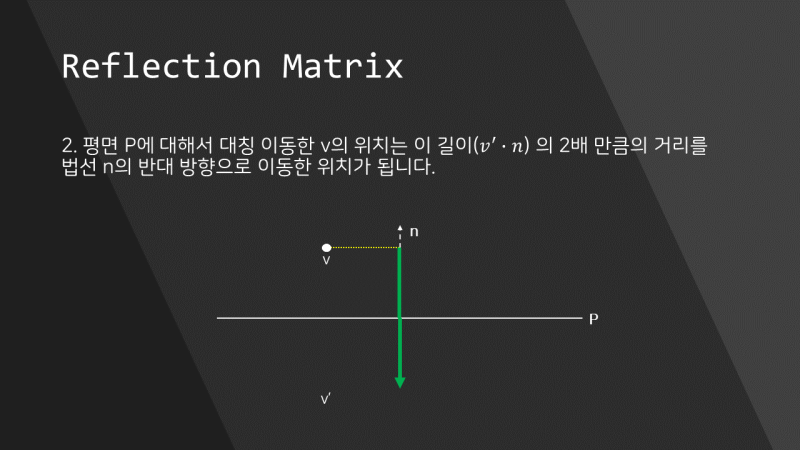 Reflection Matrix
2. 평면 P에 대해서 대칭 이동한 v의 위치는 이 길이(𝑣′ · 𝑛) 의 2배 만큼의 거리를
법선 n의 반대 방향으로 이동한 위치가 됩니다.
n
v
P
v'